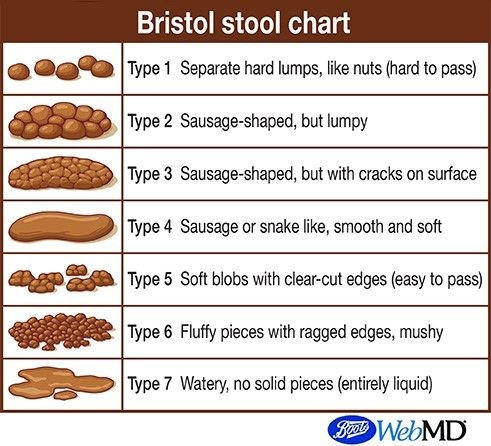 Bristol stool chart
Type 1 Separate hard lumps, like nuts (hard to pass)
Type 2 Sausage-shaped, but lumpy
Type 3 Sausage-shaped, but with cracks on surface
Type 4 Sausage or snake like, smooth and soft
Type 5 Soft blobs with clear-cut edges (easy to pass)
Type 6 Fluffy pieces with ragged edges, mushy
Type 7 Watery, no solid pieces (entirely liquid)
Boots WebMD